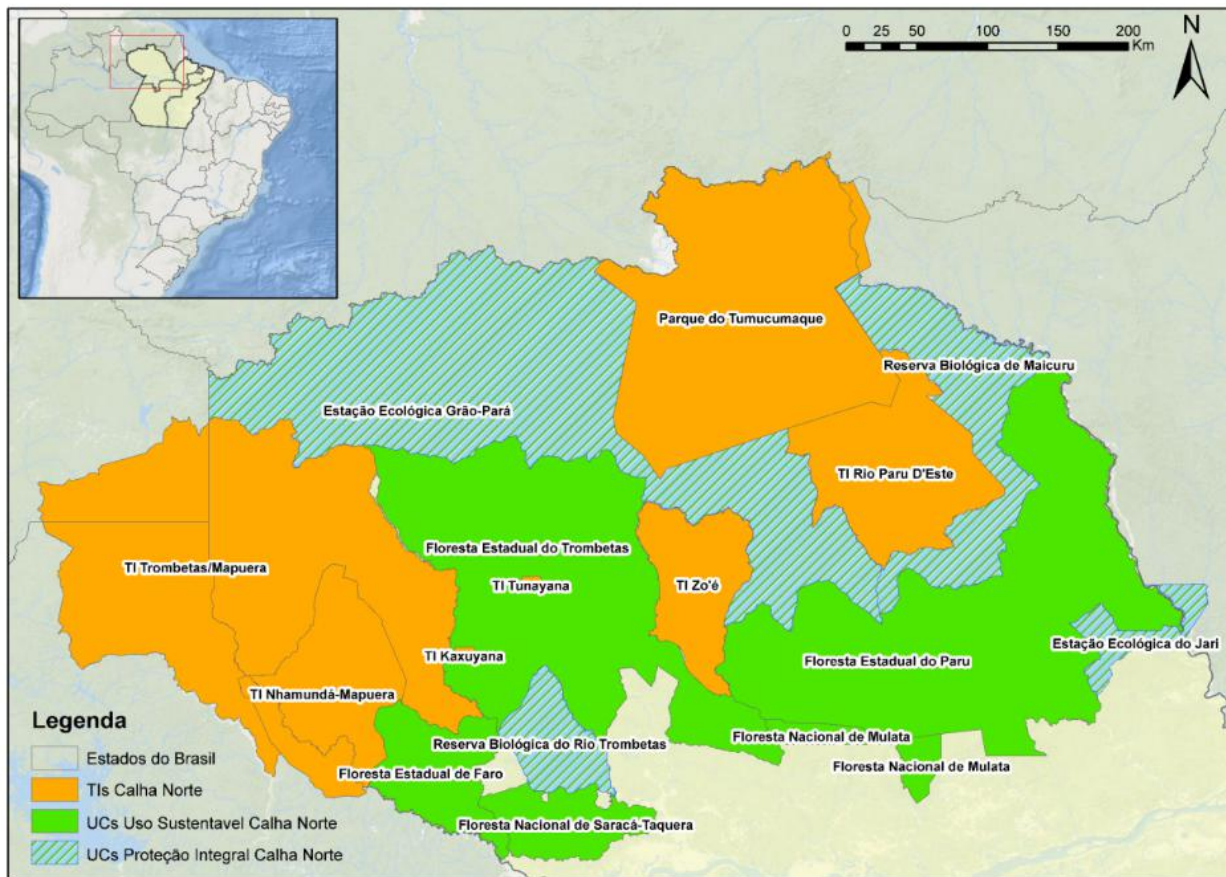 N
0 25 50 100 150 200
Km
Parque do Tumucumaque
Reserva Biológica de Maicuru
Estação Ecológica Grão-Pará
TI Rio Paru D'Este
Floresta Estadual do Trombetas
TI Trombetas/Mapuera
TI Tunayana
TI Zo'é
Estação Ecológica do Jari
TI Kaxuyana
Floresta Estadual do Paru
TI Nhamundá-Mapuera
Floresta Nacional de Mulata
Reserva Biológica do Rio Trombetas
Floresta Nacional de Mulata
Floresta Estadual de Faro
Floresta Nacional de Saracá-Taquera
Legenda
Estados do Brasil
TIs Calha Norte
UCs Uso Sustentavel Calha Norte
UCs Proteção Integral Calha Norte